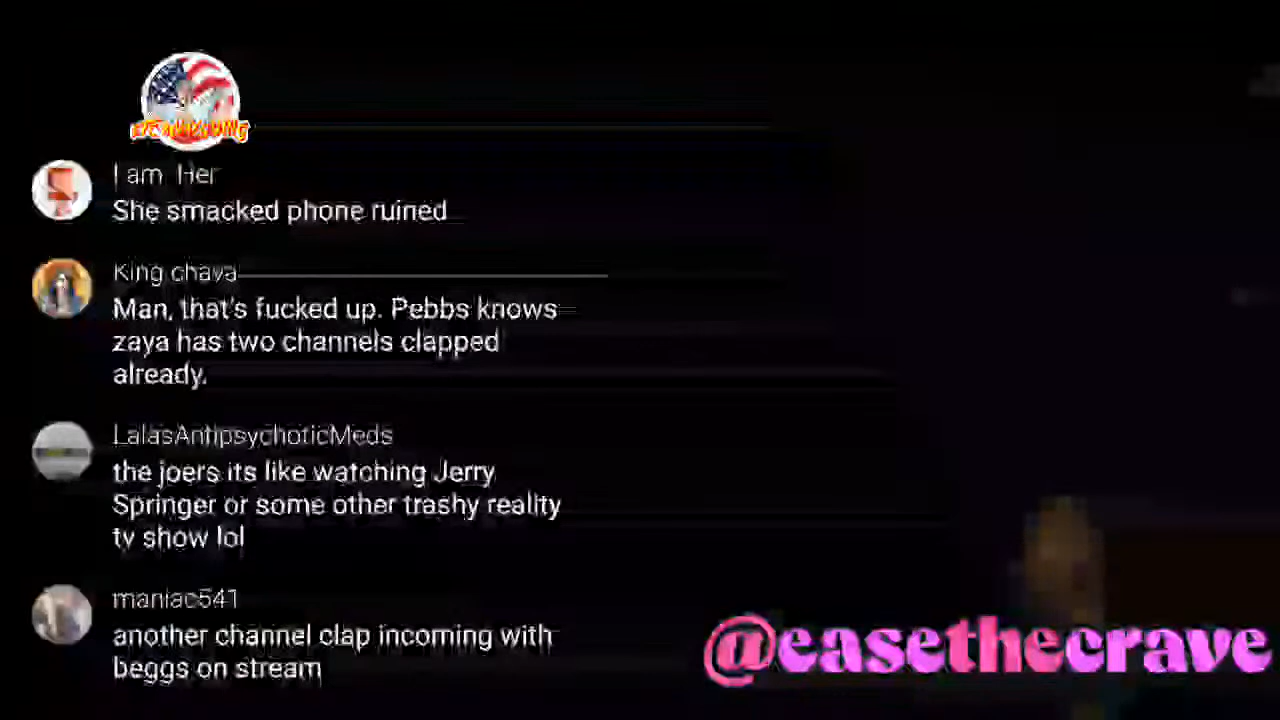 I am Her
She smacked phone ruined
King chava
Man, that's fucked up. Pebbs knows
zaya has two channels clapped
already.
LalasAntipsychoticMeds
the joers its like watching Jerry
Springer or some other trashy reality
tv show lol
maniac541
another channel clap incoming with
beggs on stream
@easethecrave